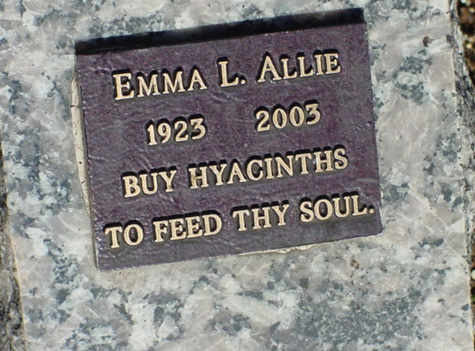 EMMA L. ALLIE
1923 2003
BUY HYACINTHS
TO FEED THY SOUL.